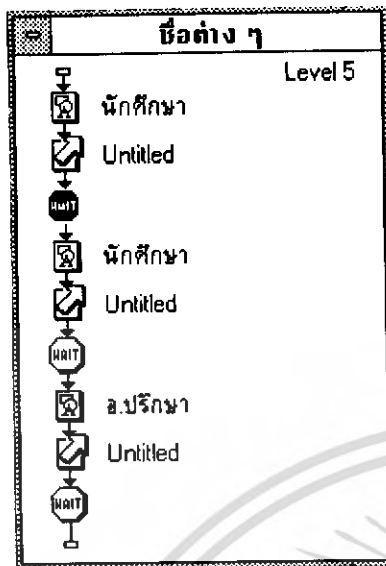 ชื่อต่าง ๆ
Level 5
นักศึกษา
Untitled
WAIT
นักศึกษา
Untitled
WAIT
อ.ปรึกษา
Untitled
WAIT